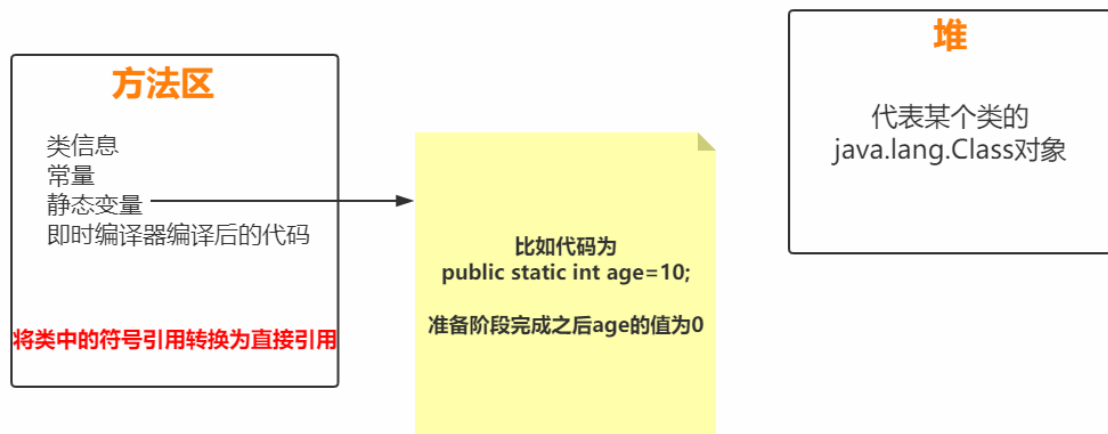 方法区
类信息
常量
静态变量
即时编译器编译后的代码
将类中的符号引用转换为直接引用
比如代码为
public static int age=10;
准备阶段完成之后age的值为0
堆
代表某个类的
java.lang.Class对象